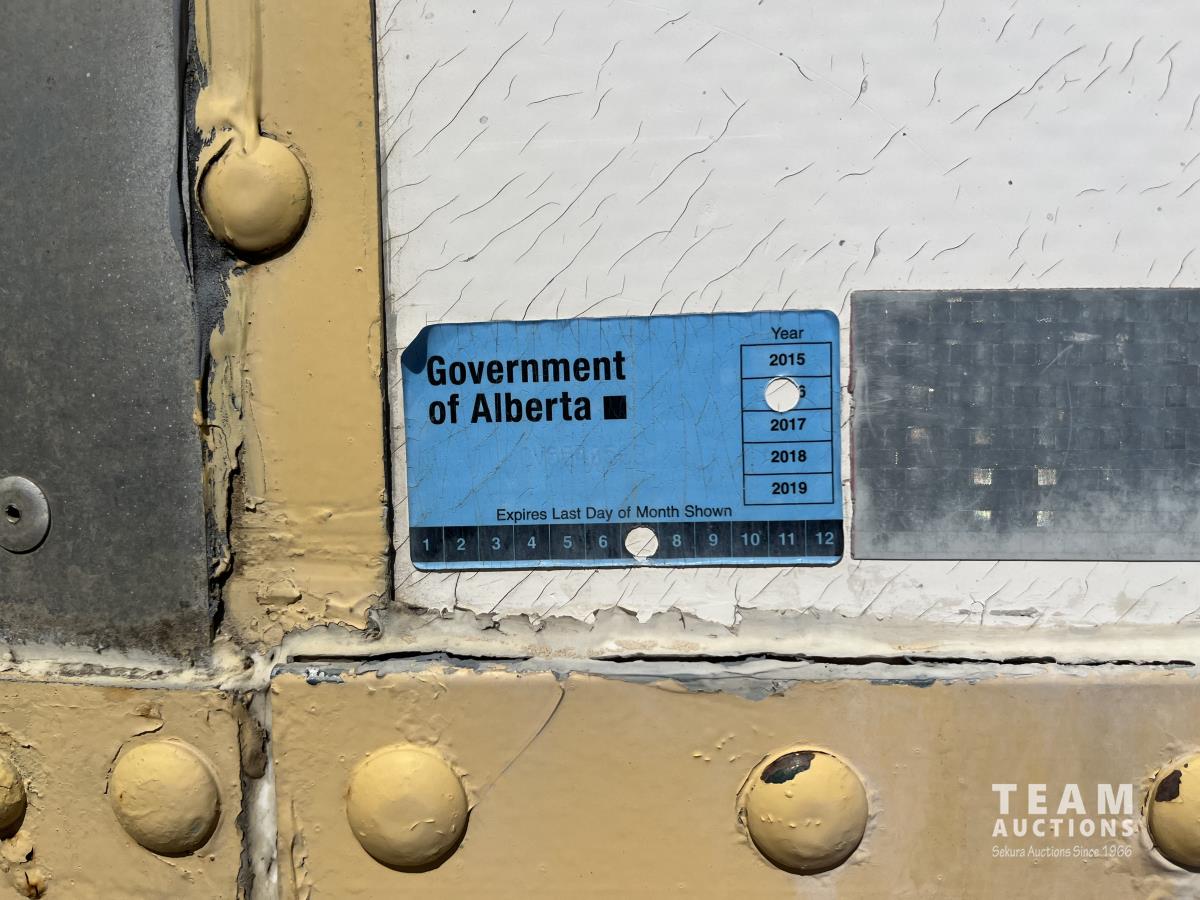 Government
of Alberta
Year
2015
6
2017
2018
2019
Expires Last Day of Month Shown
1 2 3 4 5 6 8 9 10 11 12
TEAM
AUCTIONS
Sekura Auctions Since 1966